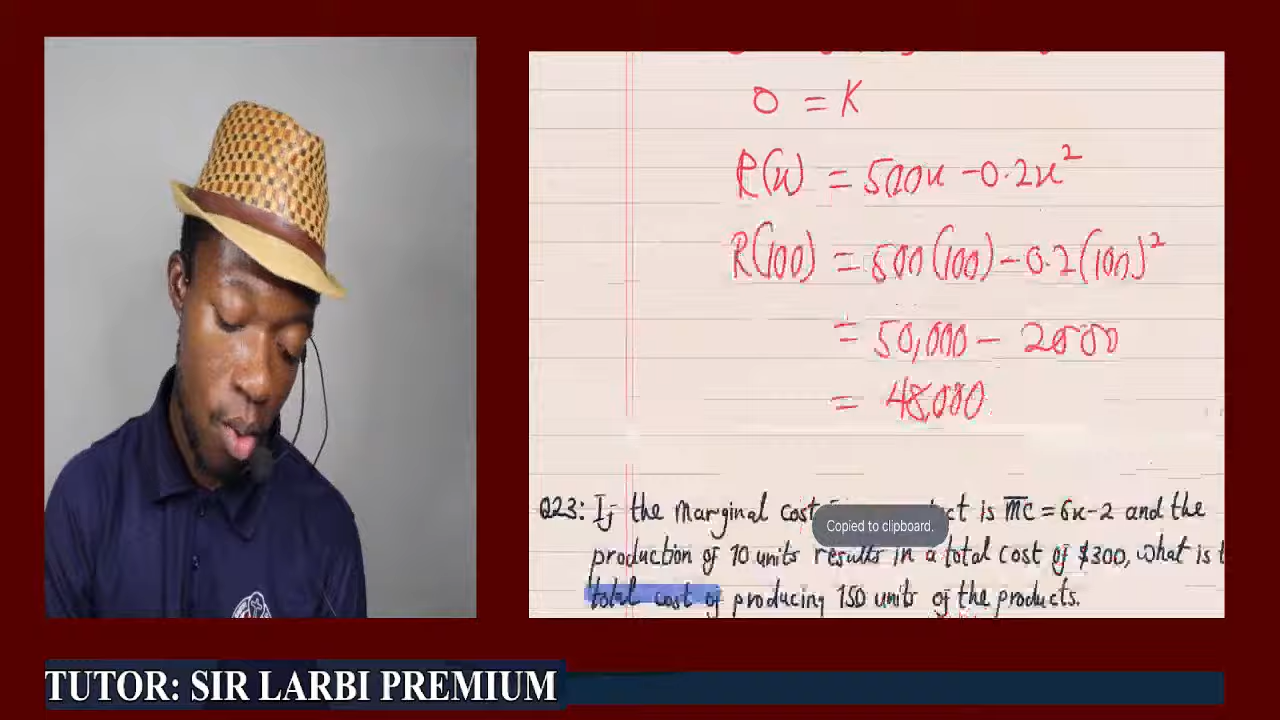 0 = K
R(x) = 500x - 0.2x²
R(100) = 500(100) - 0.2(100)²
= 50,000 - 2000
= 48,000
Q23: If the marginal cost is MC = 6x-2 and the
Copied to clipboard.
production of 10 units results in a total cost of $300, what is
total cost of producing 150 units of the products.
TUTOR: SIR LARBI PREMIUM